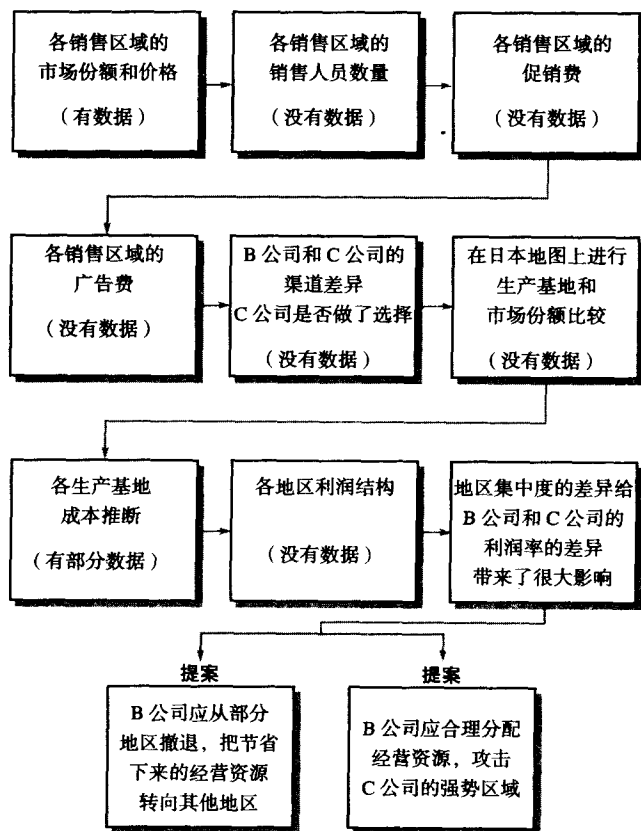 各销售区域的
市场份额和价格
（有数据）
各销售区域的
销售人员数量
（没有数据）
各销售区域的
促销费
（没有数据）
各销售区域的
广告费
（没有数据）
B 公司和 C 公司的
渠道差异
C 公司是否做了选择
（没有数据）
在日本地图上进行
生产基地和
市场份额比较
（没有数据）
各生产基地
成本推断
（有部分数据）
各地区利润结构
（没有数据）
地区集中度的差异给
B 公司和 C 公司的
利润率的差异
带来了很大影响
提案
B 公司应从部分
地区撤退，把节省
下来的经营资源
转向其他地区
提案
B 公司应合理分配
经营资源，攻击
C 公司的强势区域